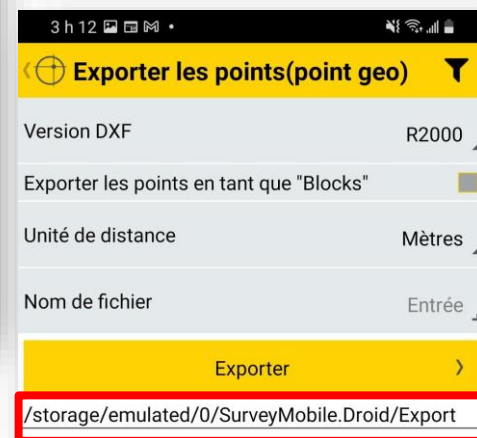 3 h 12
Exporter les points(point geo)
Version DXF R2000
Exporter les points en tant que "Blocks"
Unité de distance Mètres
Nom de fichier Entrée
Exporter
/storage/emulated/0/SurveyMobile.Droid/Export